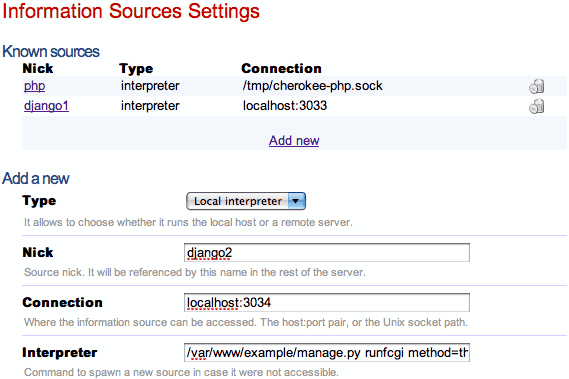 Information Sources Settings
Known sources
Nick Type Connection
php interpreter /tmp/cherokee-php.sock
django1 interpreter localhost:3033
Add new
Add a new
Type Local interpreter
It allows to choose whether it runs the local host or a remote server.
Nick django2
Source nick. It will be referenced by this name in the rest of the server.
Connection localhost:3034
Where the information source can be accessed. The host:port pair, or the Unix socket path.
Interpreter /var/www/example/manage.py runfcgi method=th
Command to spawn a new source in case it were not accessible.